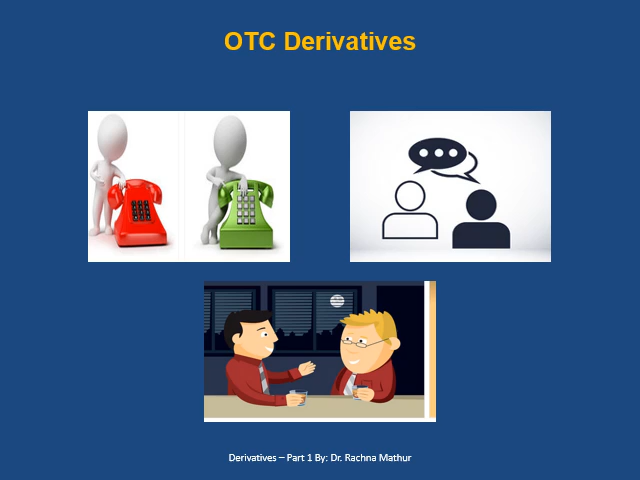 OTC Derivatives
Derivatives – Part 1 By: Dr. Rachna Mathur